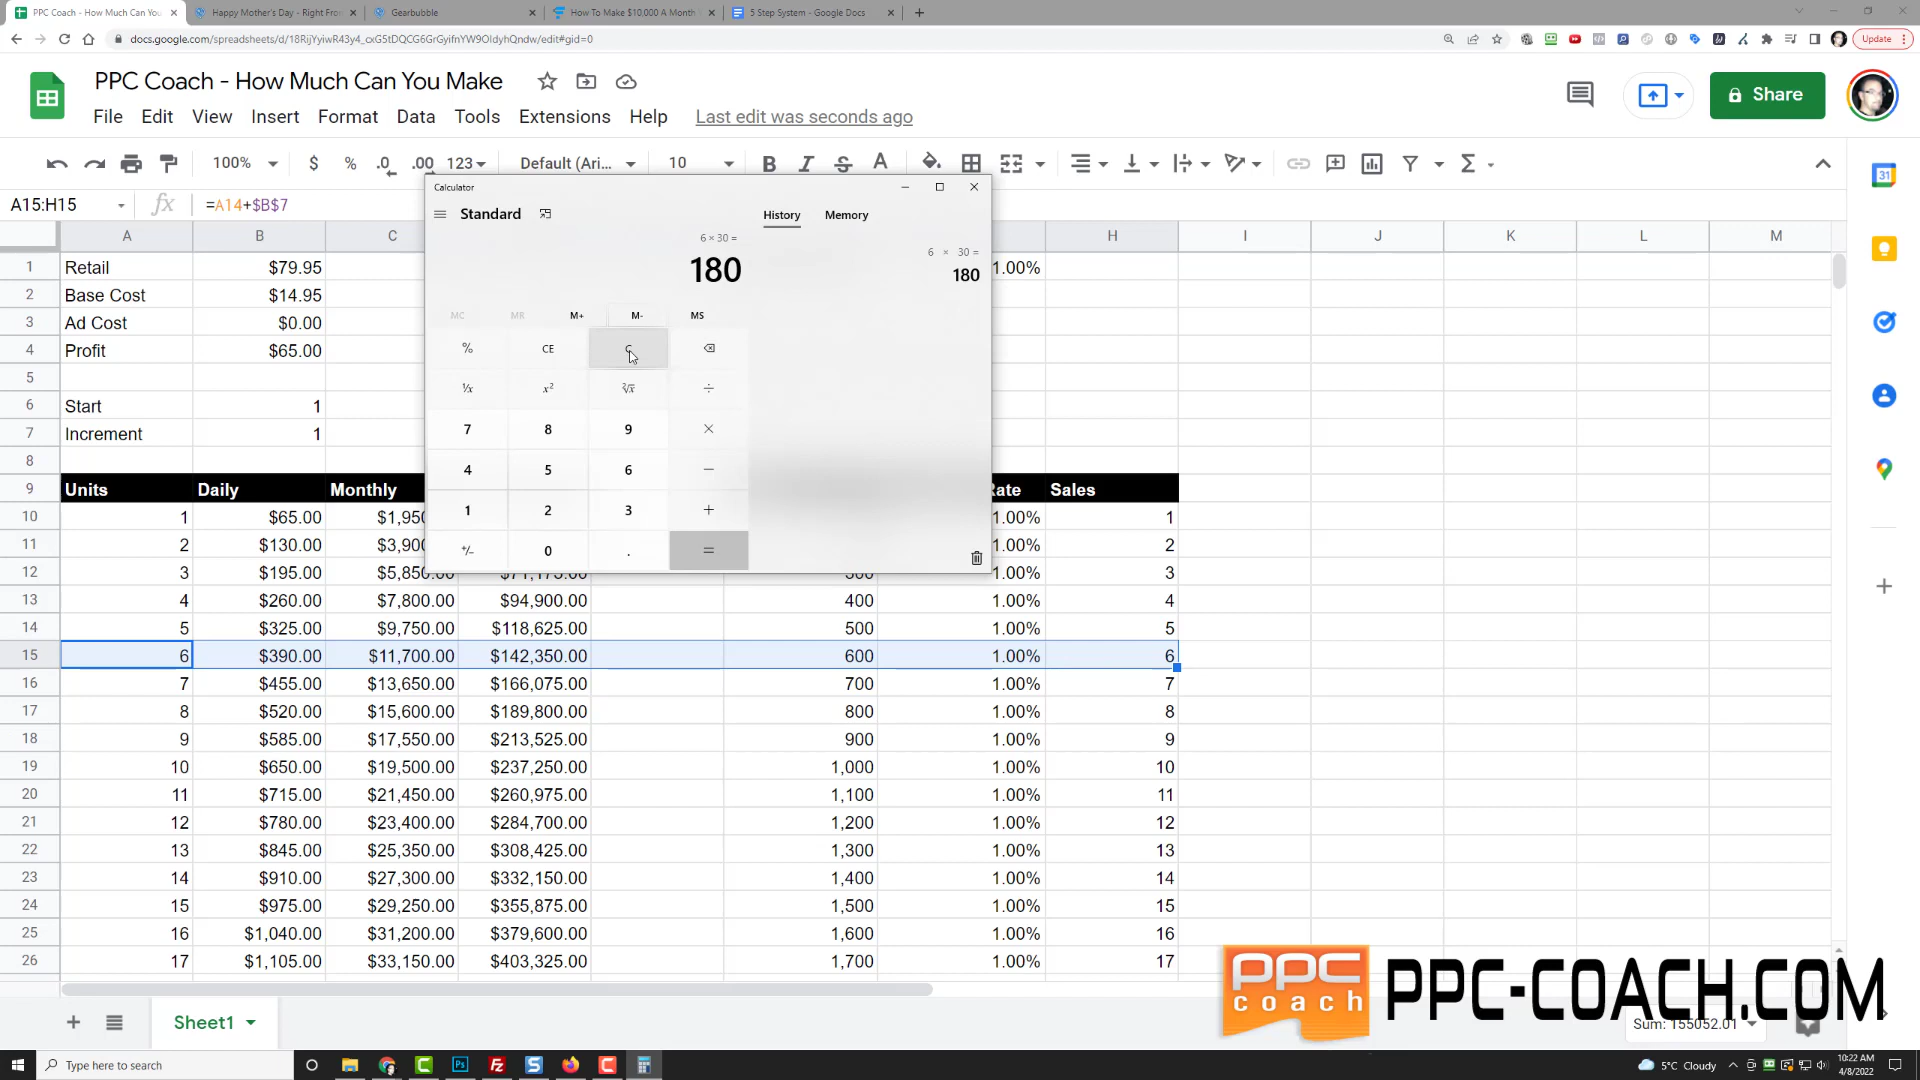 PPC Coach - How Much Can You
Happy Mother's Day - Right From
Gearbubble
How To Make $10,000 A Month
5 Step System - Google Docs
docs.google.com/spreadsheets/d/18RijYyiwR43y4_cxG5tDQCG6GrGyifnYW9OIdyhQndw/edit#gid=0
Update
PPC Coach - How Much Can You Make
File Edit View Insert Format Data Tools Extensions Help Last edit was seconds ago
Share
100% $ % .0 .00 123 Default (Ari... 10 B I S A Σ
31
A15:H15 fx =A14+$B$7
Calculator
Standard
History Memory
6 × 30 =
180
6 × 30 =
180
MC MR M+ M- MS
% CE C
¹/x x² ²√x ÷
7 8 9 ×
4 5 6 −
1 2 3 +
+/− 0 . =
A B C H I J K L M
1 Retail $79.95 1.00%
2 Base Cost $14.95
3 Ad Cost $0.00
4 Profit $65.00
5
6 Start 1
7 Increment 1
8
9 Units Daily Monthly Rate Sales
10 1 $65.00 $1,950 1.00% 1
11 2 $130.00 $3,900 1.00% 2
12 3 $195.00 $5,850.00 $71,175.00 300 1.00% 3
13 4 $260.00 $7,800.00 $94,900.00 400 1.00% 4
14 5 $325.00 $9,750.00 $118,625.00 500 1.00% 5
15 6 $390.00 $11,700.00 $142,350.00 600 1.00% 6
16 7 $455.00 $13,650.00 $166,075.00 700 1.00% 7
17 8 $520.00 $15,600.00 $189,800.00 800 1.00% 8
18 9 $585.00 $17,550.00 $213,525.00 900 1.00% 9
19 10 $650.00 $19,500.00 $237,250.00 1,000 1.00% 10
20 11 $715.00 $21,450.00 $260,975.00 1,100 1.00% 11
21 12 $780.00 $23,400.00 $284,700.00 1,200 1.00% 12
22 13 $845.00 $25,350.00 $308,425.00 1,300 1.00% 13
23 14 $910.00 $27,300.00 $332,150.00 1,400 1.00% 14
24 15 $975.00 $29,250.00 $355,875.00 1,500 1.00% 15
25 16 $1,040.00 $31,200.00 $379,600.00 1,600 1.00% 16
26 17 $1,105.00 $33,150.00 $403,325.00 1,700 1.00% 17
PPC
coach
PPC-COACH.COM
Sheet1
Sum: 155052.01
Type here to search
5°C Cloudy
10:22 AM
4/8/2022